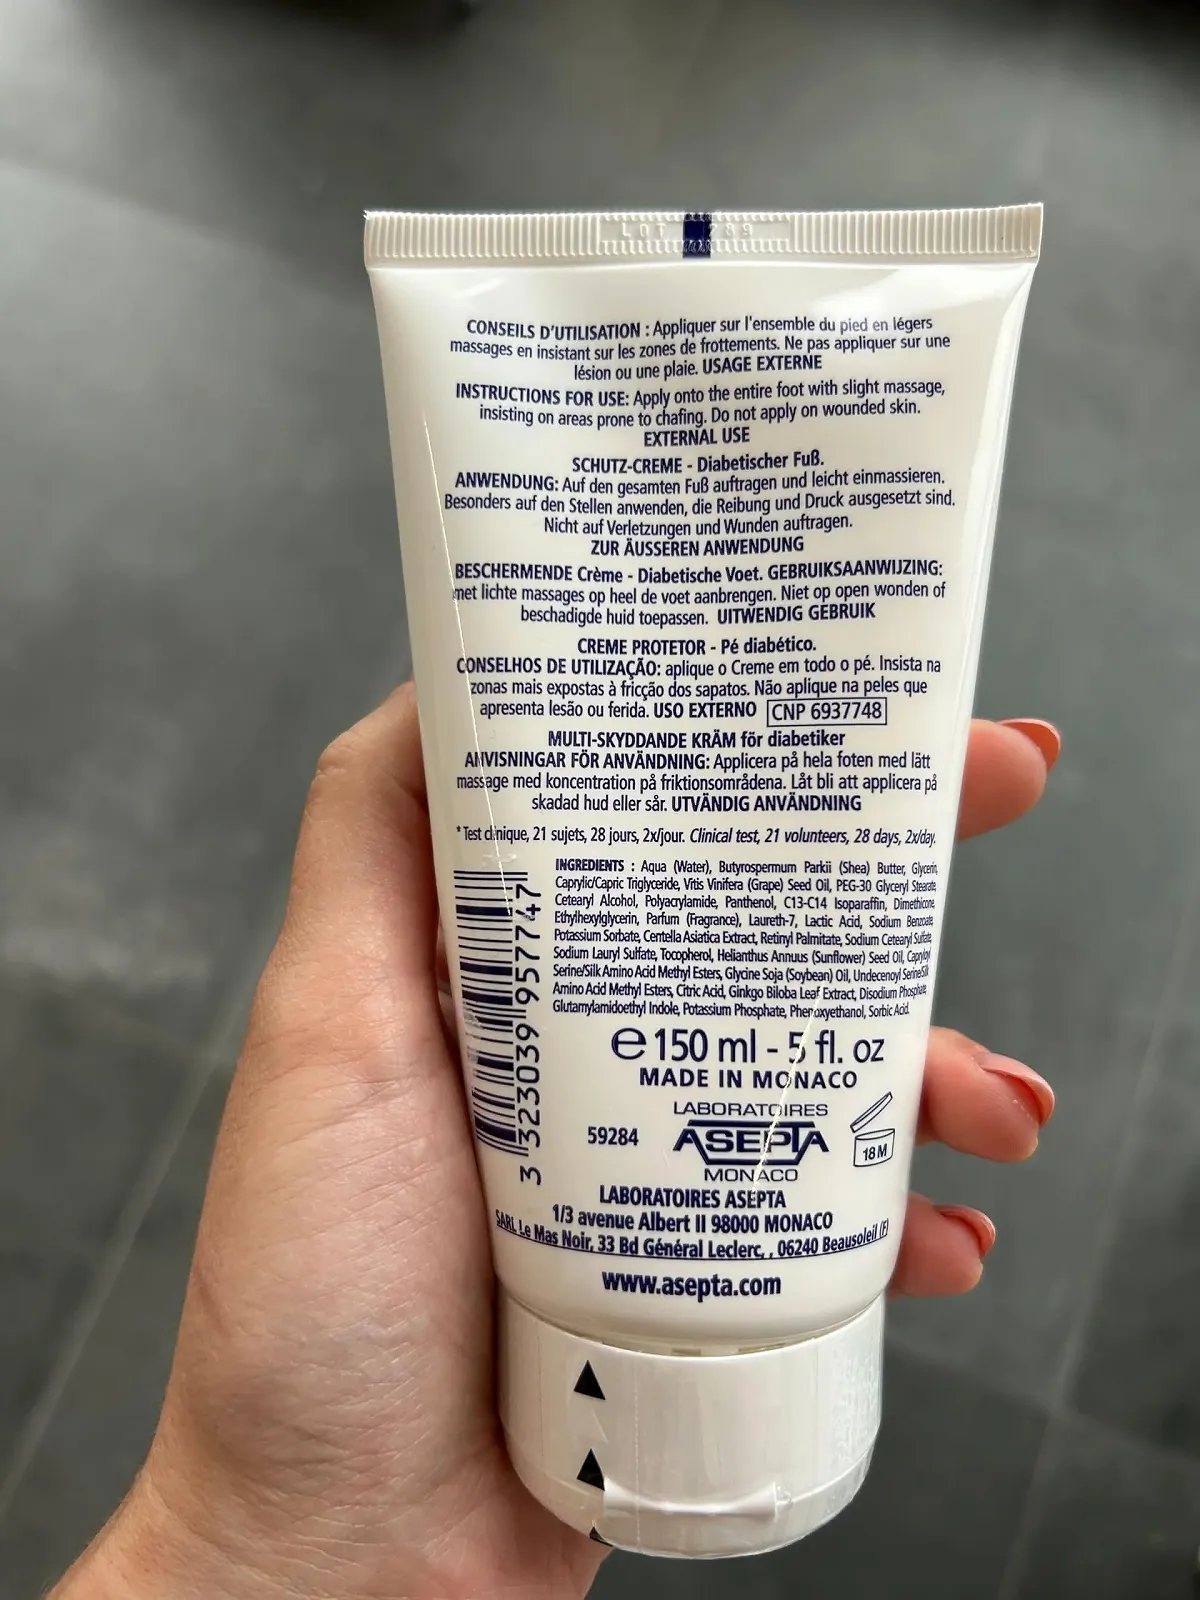 LOT 789
CONSEILS D'UTILISATION : Appliquer sur l'ensemble du pied en légers
massages en insistant sur les zones de frottements. Ne pas appliquer sur une
lésion ou une plaie. USAGE EXTERNE
INSTRUCTIONS FOR USE: Apply onto the entire foot with slight massage,
insisting on areas prone to chafing. Do not apply on wounded skin.
EXTERNAL USE
SCHUTZ-CREME - Diabetischer Fuß.
ANWENDUNG: Auf den gesamten Fuß auftragen und leicht einmassieren.
Besonders auf den Stellen anwenden, die Reibung und Druck ausgesetzt sind.
Nicht auf Verletzungen und Wunden auftragen.
ZUR ÄUSSEREN ANWENDUNG
BESCHERMENDE Crème - Diabetische Voet. GEBRUIKSAANWIJZING:
met lichte massages op heel de voet aanbrengen. Niet op open wonden of
beschadigde huid toepassen. UITWENDIG GEBRUIK
CREME PROTETOR - Pé diabético.
CONSELHOS DE UTILIZAÇÃO: aplique o Creme em todo o pé. Insista na
zonas mais expostas à fricção dos sapatos. Não aplique na peles que
apresenta lesão ou ferida. USO EXTERNO CNP 6937748
MULTI-SKYDDANDE KRÄM för diabetiker
ANVISNINGAR FÖR ANVÄNDNING: Applicera på hela foten med lätt
massage med koncentration på friktionsområdena. Låt bli att applicera på
skadad hud eller sår. UTVÄNDIG ANVÄNDNING
*Test clinique, 21 sujets, 28 jours, 2x/jour. Clinical test, 21 volunteers, 28 days, 2x/day.
INGREDIENTS : Aqua (Water), Butyrospermum Parkii (Shea) Butter, Glycerin,
Caprylic/Capric Triglyceride, Vitis Vinifera (Grape) Seed Oil, PEG-30 Glyceryl Stearate,
Cetearyl Alcohol, Polyacrylamide, Panthenol, C13-C14 Isoparaffin, Dimethicone,
Ethylhexylglycerin, Parfum (Fragrance), Laureth-7, Lactic Acid, Sodium Benzoate,
Potassium Sorbate, Centella Asiatica Extract, Retinyl Palmitate, Sodium Cetearyl Sulfate,
Sodium Lauryl Sulfate, Tocopherol, Helianthus Annuus (Sunflower) Seed Oil, Capryloyl
Serine/Silk Amino Acid Methyl Esters, Glycine Soja (Soybean) Oil, Undecenoyl Serine/Silk
Amino Acid Methyl Esters, Citric Acid, Ginkgo Biloba Leaf Extract, Disodium Phosphate,
Glutamylamidoethyl Indole, Potassium Phosphate, Phenoxyethanol, Sorbic Acid.
3 323039 957747
e 150 ml - 5 fl. oz
MADE IN MONACO
LABORATOIRES
59284 ASEPTA 18M
MONACO
LABORATOIRES ASEPTA
1/3 avenue Albert II 98000 MONACO
SARL Le Mas Noir, 33 Bd Général Leclerc, , 06240 Beausoleil (F)
www.asepta.com